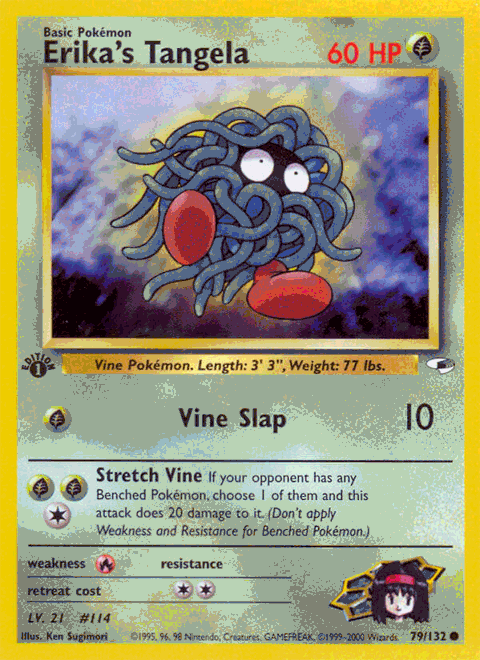 Basic Pokémon
Erika's Tangela 60 HP
EDITION
1
Vine Pokémon. Length: 3' 3", Weight: 77 lbs.
Vine Slap 10
Stretch Vine If your opponent has any
Benched Pokémon, choose 1 of them and this
attack does 20 damage to it. (Don't apply
Weakness and Resistance for Benched Pokémon.)
weakness resistance
retreat cost
LV. 21 #114
Illus. Ken Sugimori ©1995, 96, 98 Nintendo, Creatures, GAMEFREAK. ©1999-2000 Wizards. 79/132